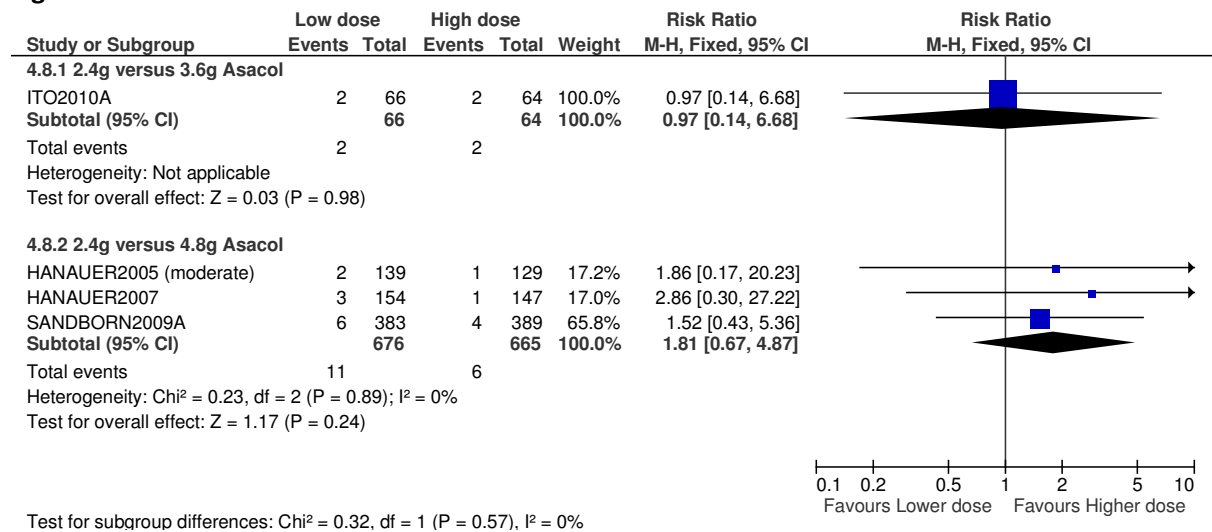 Low dose High dose Risk Ratio Risk Ratio
Study or Subgroup Events Total Events Total Weight M-H, Fixed, 95% CI M-H, Fixed, 95% CI
4.8.1 2.4g versus 3.6g Asacol
ITO2010A 2 66 2 64 100.0% 0.97 [0.14, 6.68]
Subtotal (95% CI) 66 64 100.0% 0.97 [0.14, 6.68]
Total events 2 2
Heterogeneity: Not applicable
Test for overall effect: Z = 0.03 (P = 0.98)
4.8.2 2.4g versus 4.8g Asacol
HANAUER2005 (moderate) 2 139 1 129 17.2% 1.86 [0.17, 20.23]
HANAUER2007 3 154 1 147 17.0% 2.86 [0.30, 27.22]
SANDBORN2009A 6 383 4 389 65.8% 1.52 [0.43, 5.36]
Subtotal (95% CI) 676 665 100.0% 1.81 [0.67, 4.87]
Total events 11 6
Heterogeneity: Chi² = 0.23, df = 2 (P = 0.89); I² = 0%
Test for overall effect: Z = 1.17 (P = 0.24)
0.1 0.2 0.5 1 2 5 10
Favours Lower dose Favours Higher dose
Test for subgroup differences: Chi² = 0.32, df = 1 (P = 0.57), I² = 0%